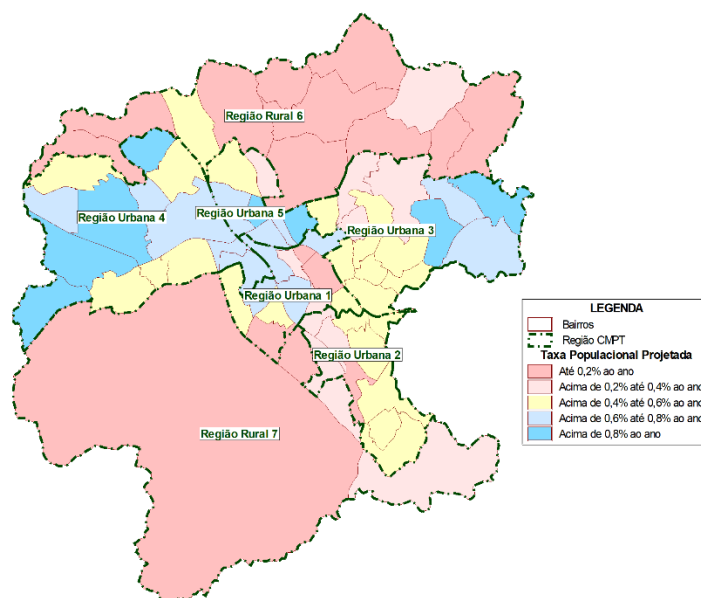 Região Rural 6
Região Urbana 4
Região Urbana 5
Região Urbana 3
Região Urbana 1
Região Urbana 2
Região Rural 7
LEGENDA
Bairros
Região CMPT
Taxa Populacional Projetada
Até 0,2% ao ano
Acima de 0,2% até 0,4% ao ano
Acima de 0,4% até 0,6% ao ano
Acima de 0,6% até 0,8% ao ano
Acima de 0,8% ao ano